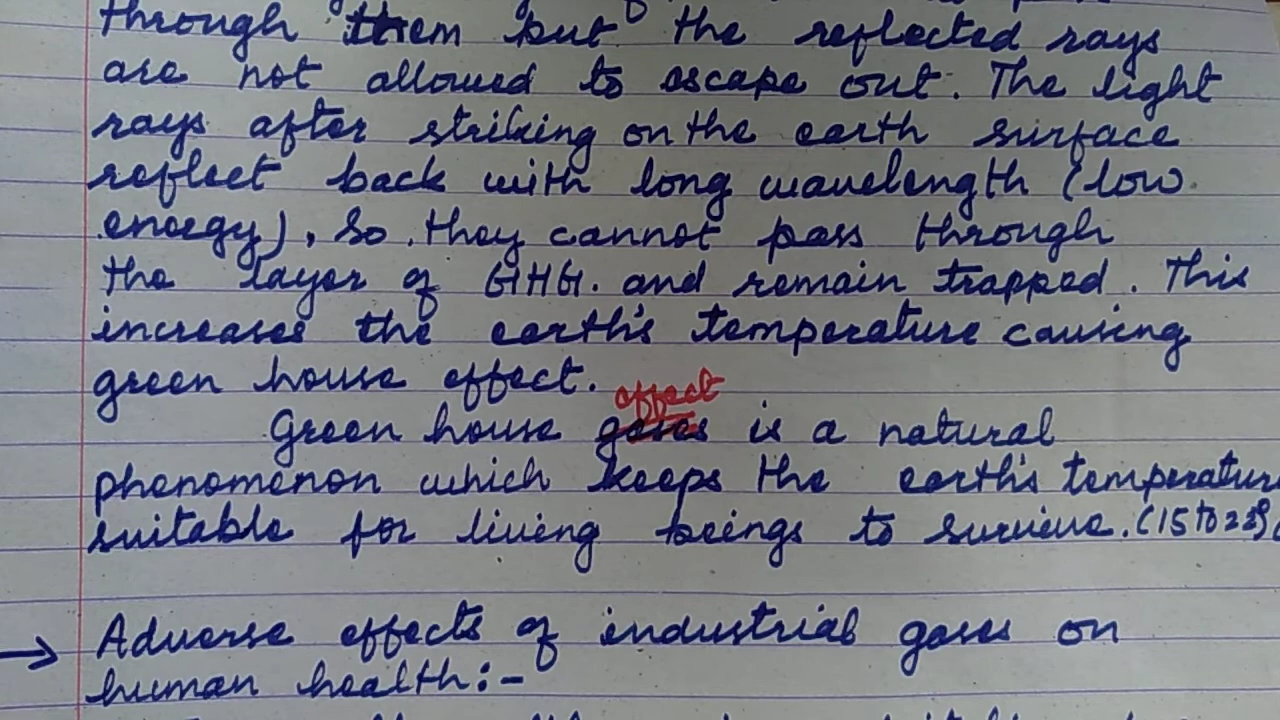 through them but the reflected rays
are not allowed to escape out. The light
rays after striking on the earth surface
reflect back with long wavelength (low
energy), so they cannot pass through
the layer of GHG. and remain trapped. This
increases the earth's temperature causing
green house effect.
effect
Green house gases is a natural
phenomenon which keeps the earth's temperature
suitable for living beings to survive. (15 to
→ Adverse effects of industrial gases on
human health:-